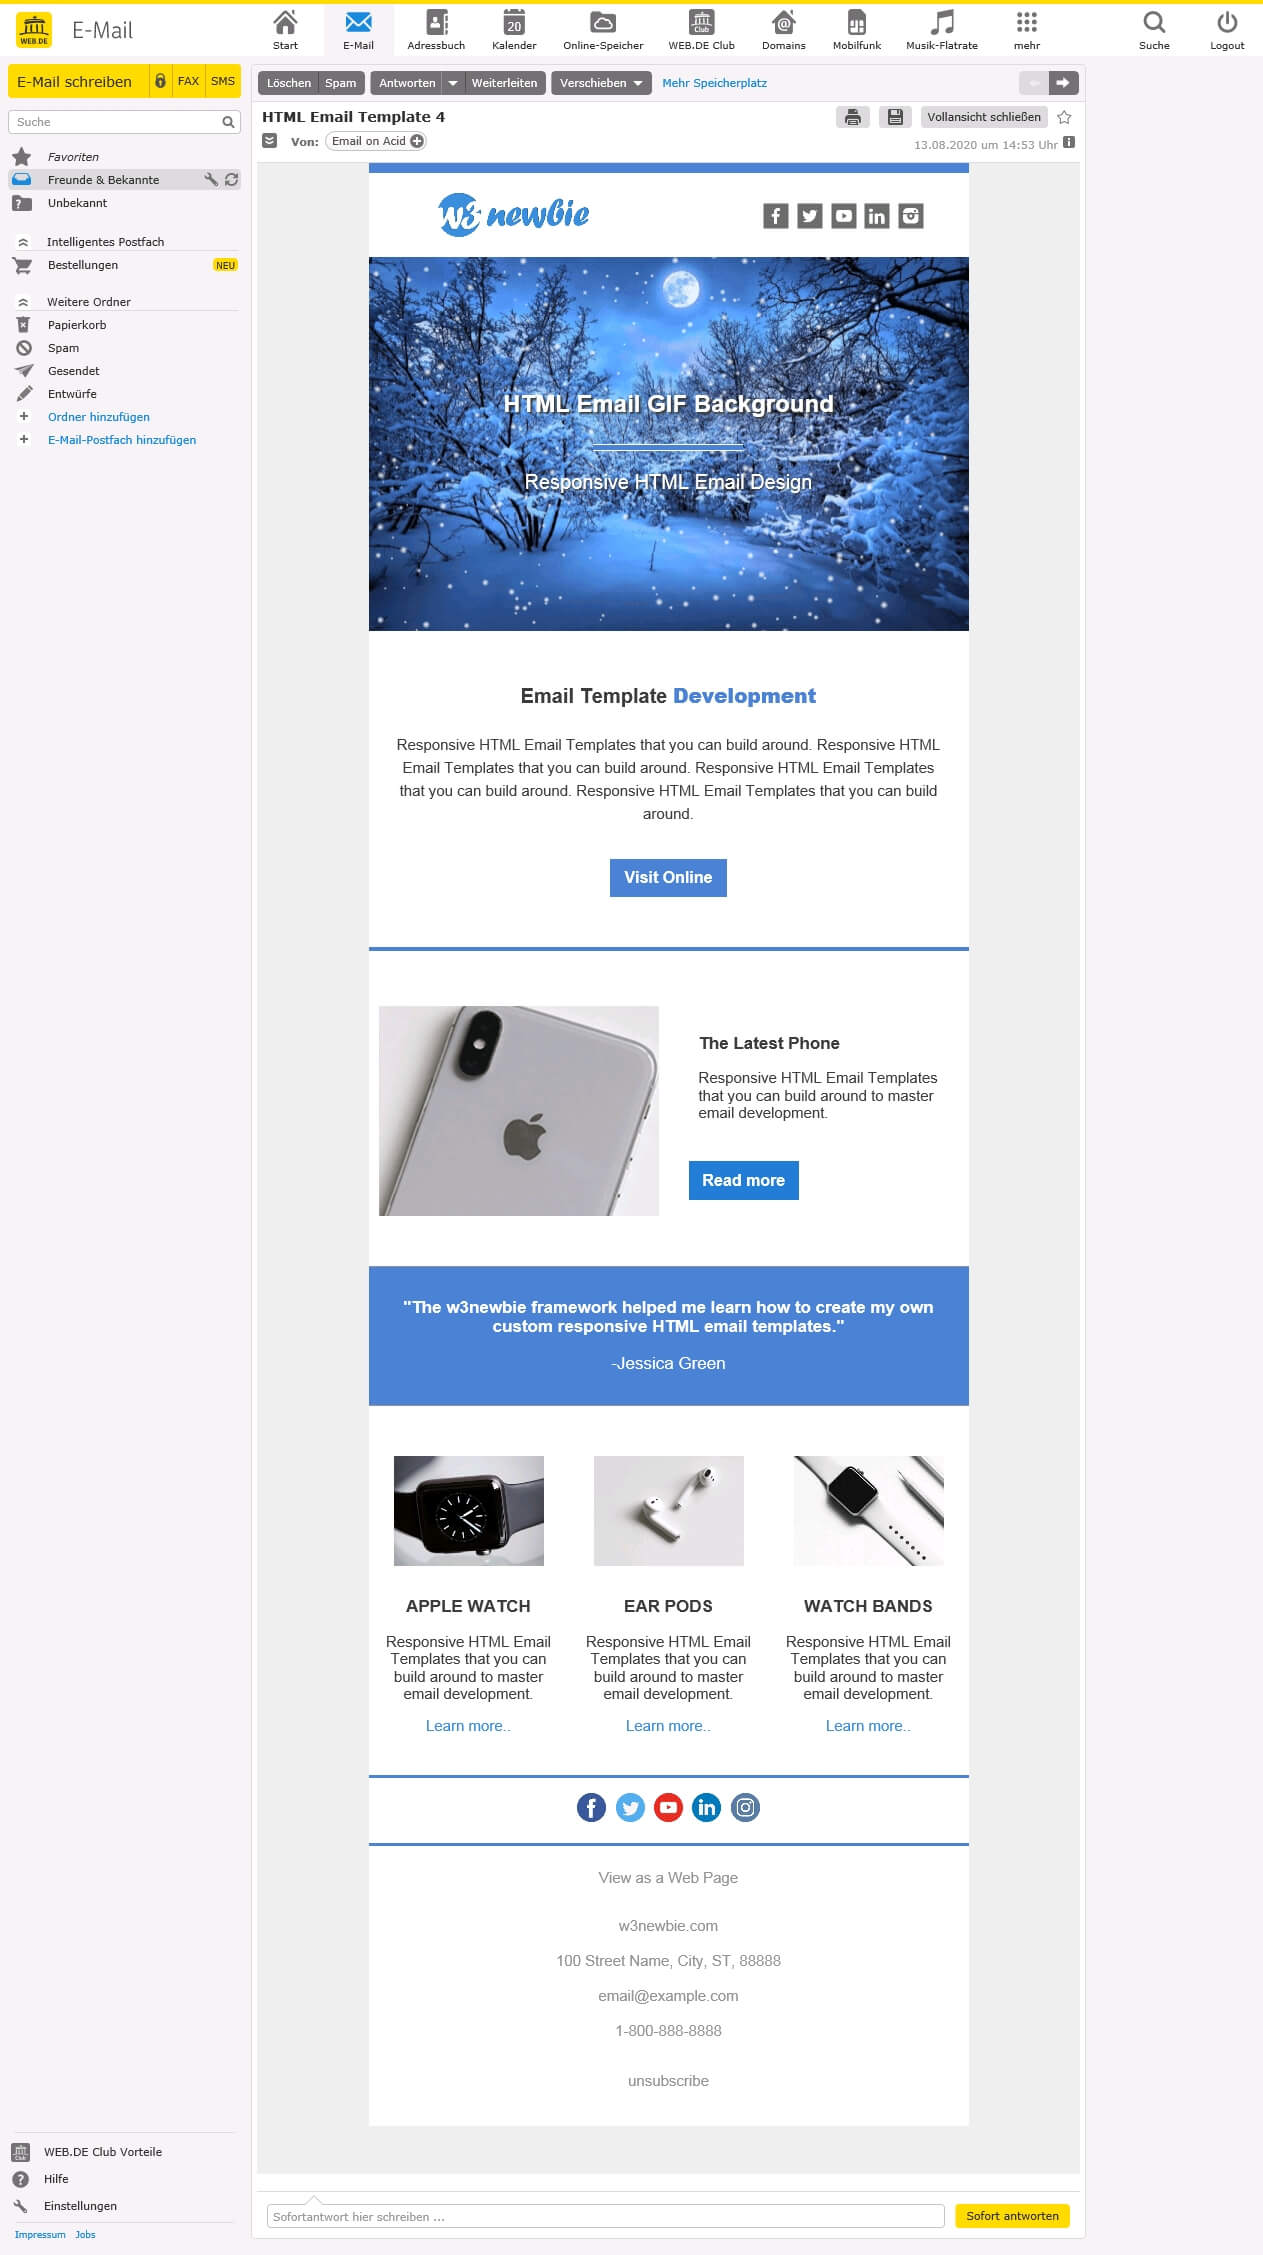 WEB.DE
E-Mail
Start
E-Mail
Adressbuch
20
Kalender
Online-Speicher
Club
WEB.DE Club
Domains
Mobilfunk
Musik-Flatrate
mehr
Suche
Logout
E-Mail schreiben
FAX
SMS
Suche
Favoriten
Freunde & Bekannte
Unbekannt
Intelligentes Postfach
Bestellungen
NEU
Weitere Ordner
Papierkorb
Spam
Gesendet
Entwürfe
Ordner hinzufügen
E-Mail-Postfach hinzufügen
Löschen
Spam
Antworten
Weiterleiten
Verschieben
Mehr Speicherplatz
HTML Email Template 4
Vollansicht schließen
Von:
Email on Acid
13.08.2020 um 14:53 Uhr
w3 newbie
HTML Email GIF Background
Responsive HTML Email Design
Email Template Development
Responsive HTML Email Templates that you can build around. Responsive HTML
Email Templates that you can build around. Responsive HTML Email Templates
that you can build around. Responsive HTML Email Templates that you can build
around.
Visit Online
The Latest Phone
Responsive HTML Email Templates
that you can build around to master
email development.
Read more
"The w3newbie framework helped me learn how to create my own
custom responsive HTML email templates."
-Jessica Green
APPLE WATCH
Responsive HTML Email
Templates that you can
build around to master
email development.
Learn more..
EAR PODS
Responsive HTML Email
Templates that you can
build around to master
email development.
Learn more..
WATCH BANDS
Responsive HTML Email
Templates that you can
build around to master
email development.
Learn more..
View as a Web Page
w3newbie.com
100 Street Name, City, ST, 88888
email@example.com
1-800-888-8888
unsubscribe
Club
WEB.DE Club Vorteile
Hilfe
Einstellungen
Impressum Jobs
Sofortantwort hier schreiben ...
Sofort antworten